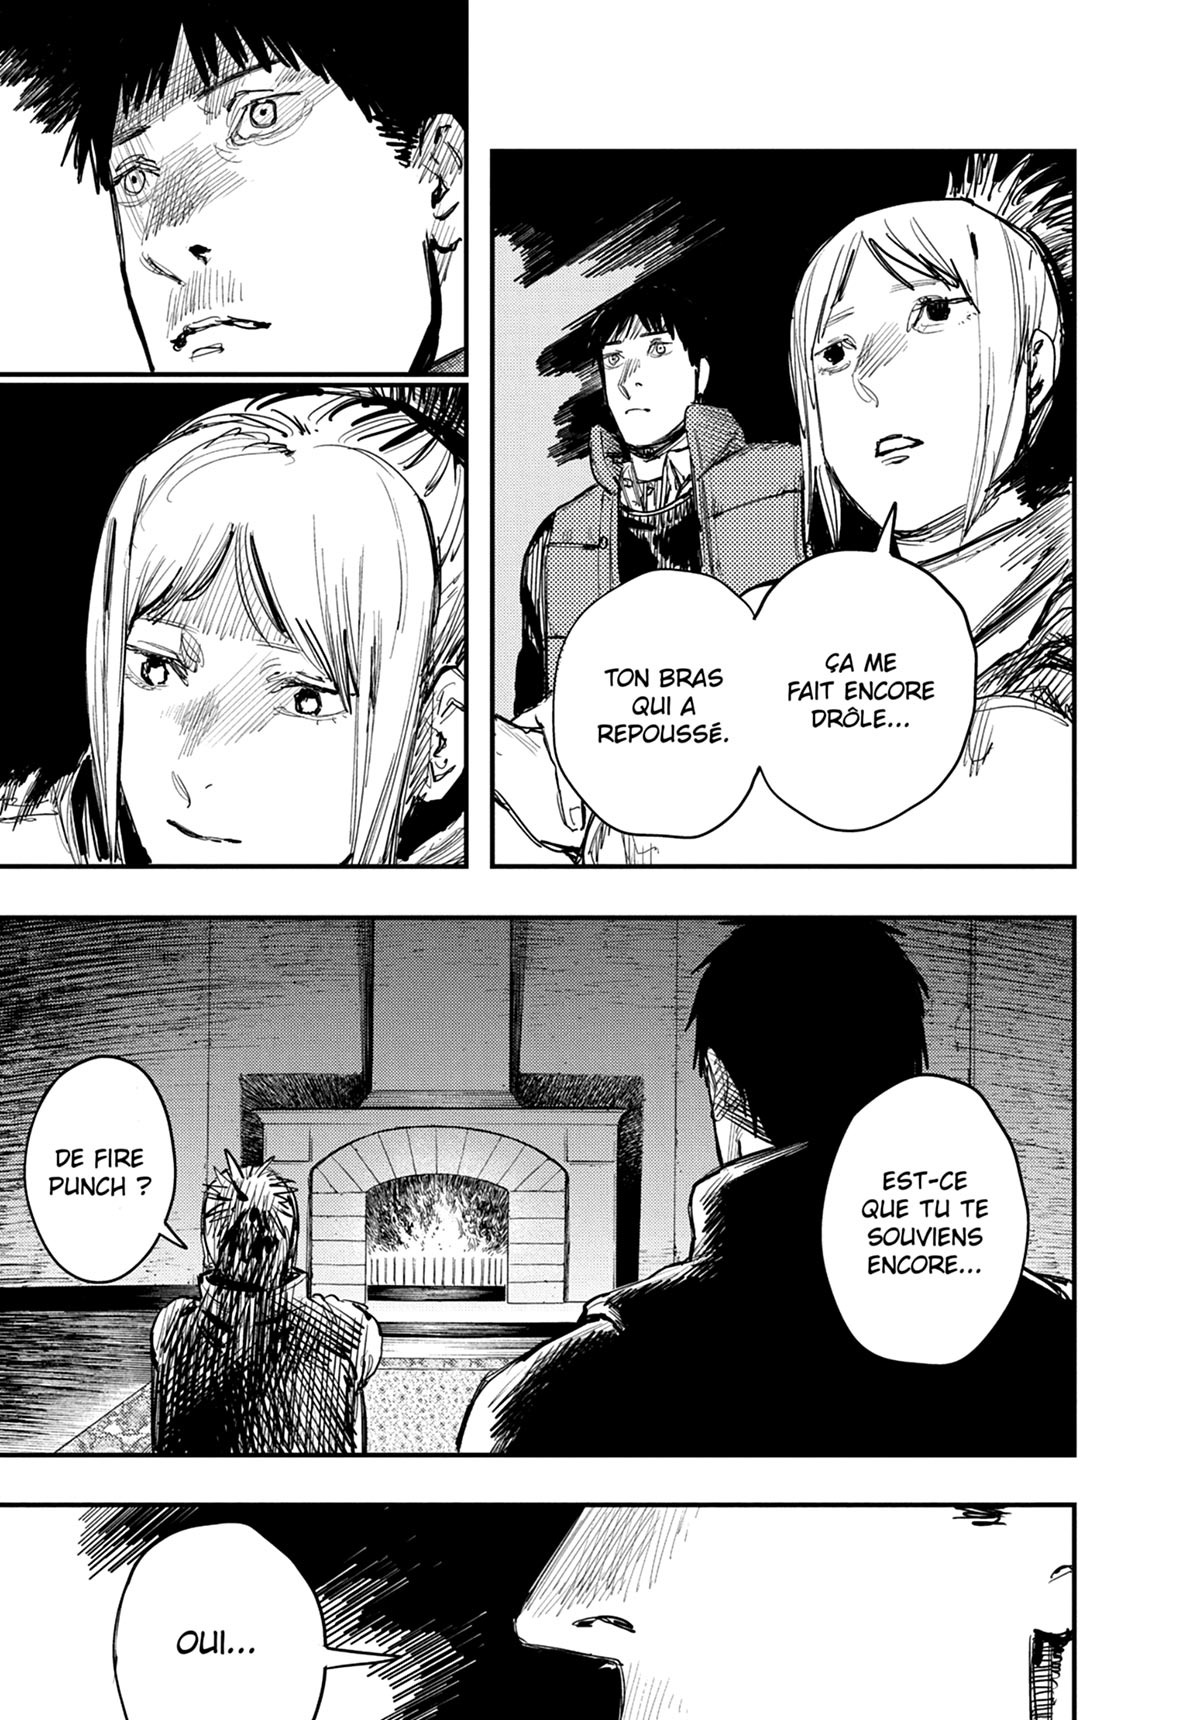 ÇA ME
FAIT ENCORE
DRÔLE...
TON BRAS
QUI A
REPOUSSÉ.
EST-CE
QUE TU TE
SOUVIENS
ENCORE...
DE FIRE
PUNCH ?
OUI...